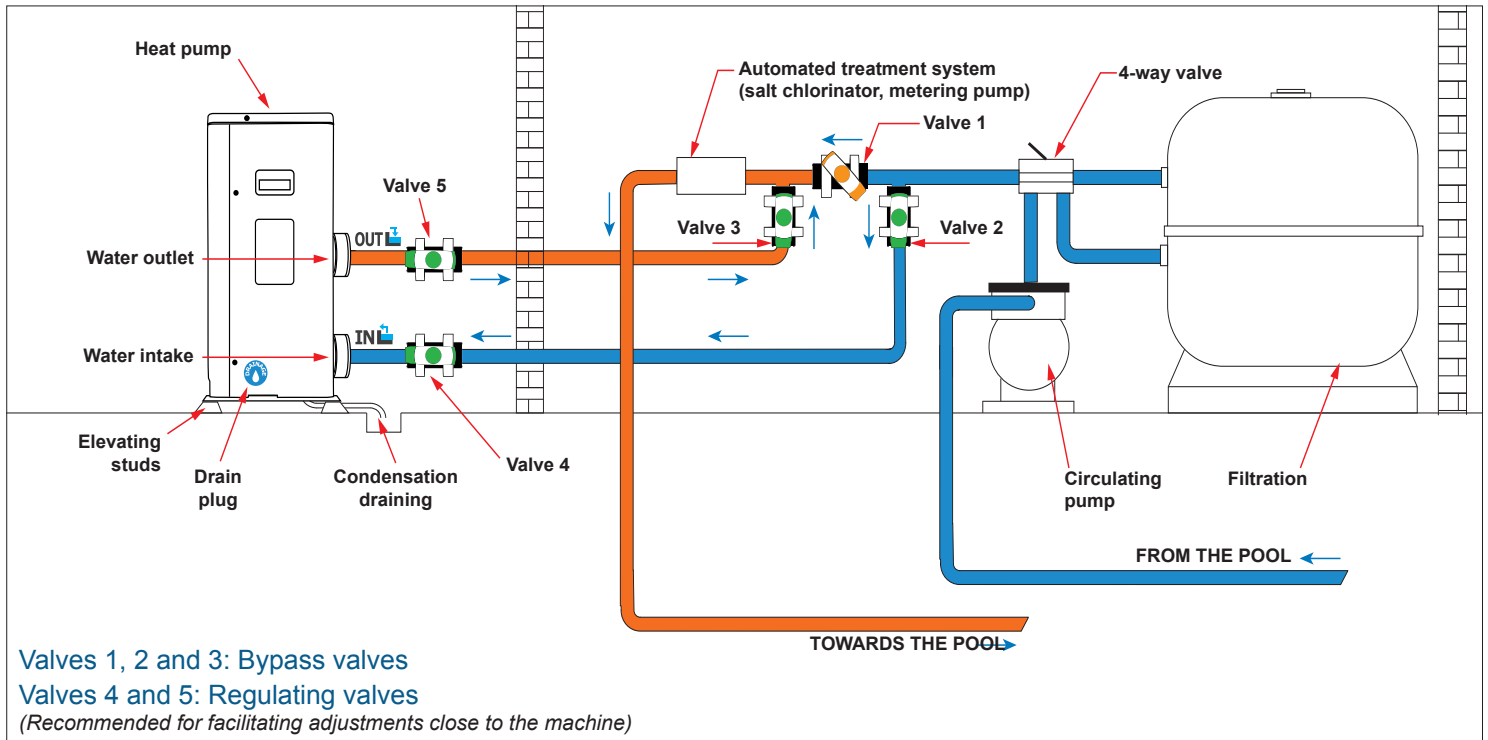 Heat pump
Automated treatment system
(salt chlorinator, metering pump)
4-way valve
Valve 1
Valve 5
OUT
Valve 3
Valve 2
Water outlet
IN
Water intake
DRAINAGE
Elevating
studs
Drain
plug
Condensation
draining
Valve 4
Circulating
pump
Filtration
FROM THE POOL
TOWARDS THE POOL
Valves 1, 2 and 3: Bypass valves
Valves 4 and 5: Regulating valves
(Recommended for facilitating adjustments close to the machine)